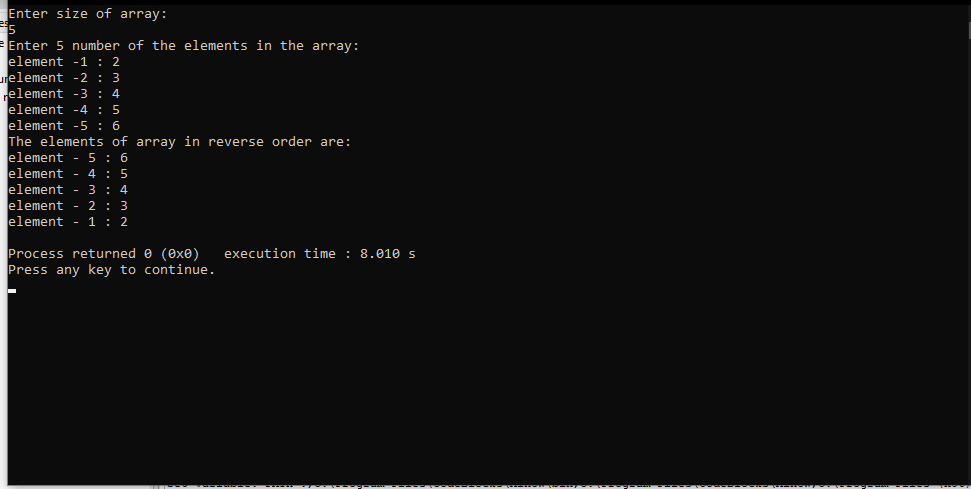 Enter size of array:
5
Enter 5 number of the elements in the array:
element -1 : 2
element -2 : 3
element -3 : 4
element -4 : 5
element -5 : 6
The elements of array in reverse order are:
element - 5 : 6
element - 4 : 5
element - 3 : 4
element - 2 : 3
element - 1 : 2
Process returned 0 (0x0)   execution time : 8.010 s
Press any key to continue.